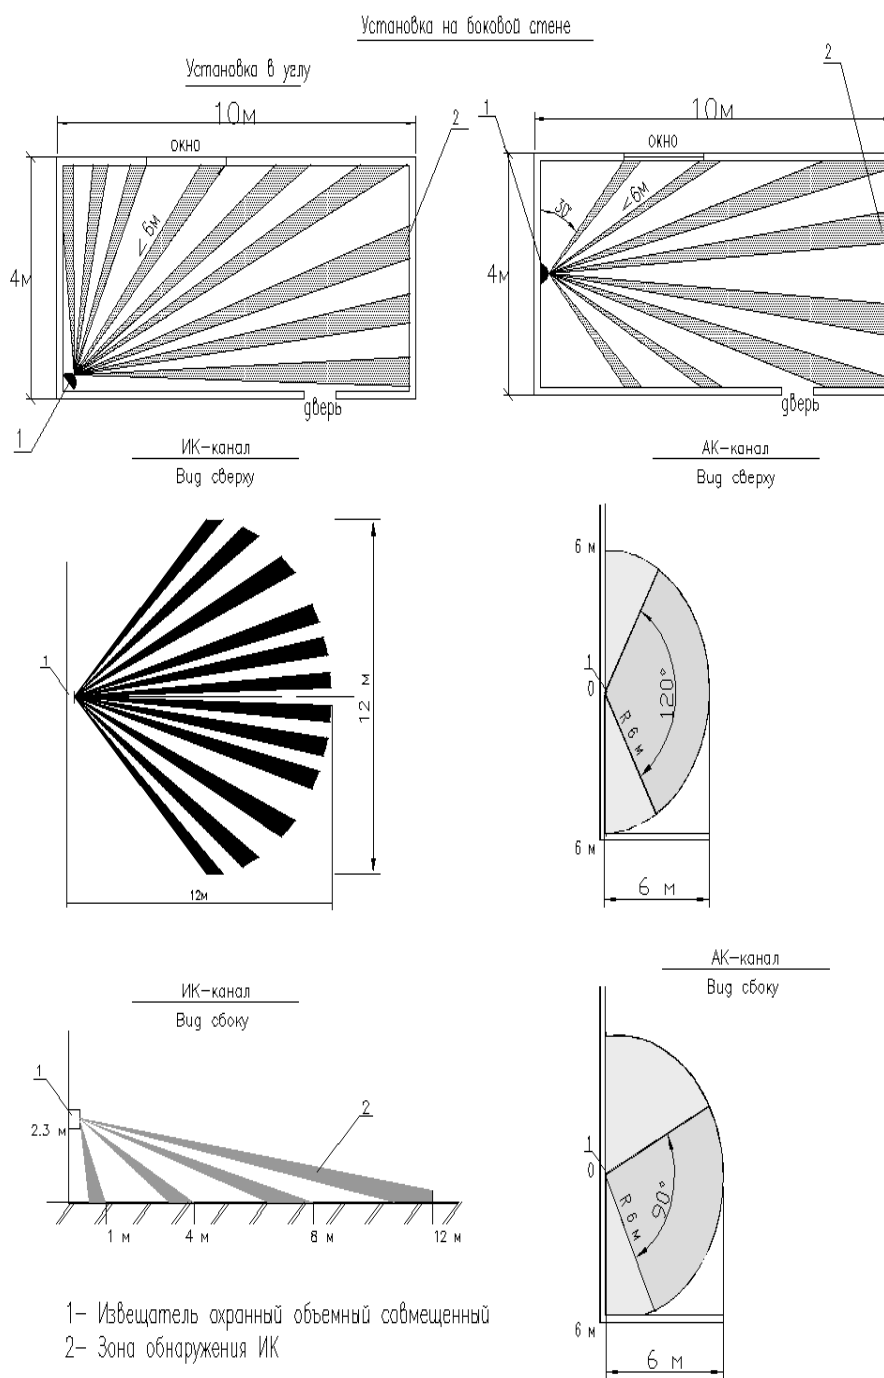 Установка на боковой стене
Установка в углу
10м
окно
2
4м
<6м
дверь
1
1
10м
окно
2
30°
<6м
4м
дверь
ИК-канал
Вид сверху
1
12 м
12м
АК-канал
Вид сверху
6 м
1
0
120°
R 6 м
6 м
6 м
ИК-канал
Вид сбоку
1
2.3 м
2
1 м
4 м
8 м
12 м
АК-канал
Вид сбоку
1
0
90°
R 6 м
6 м
6 м
1- Извещатель охранный объемный совмещенный
2- Зона обнаружения ИК